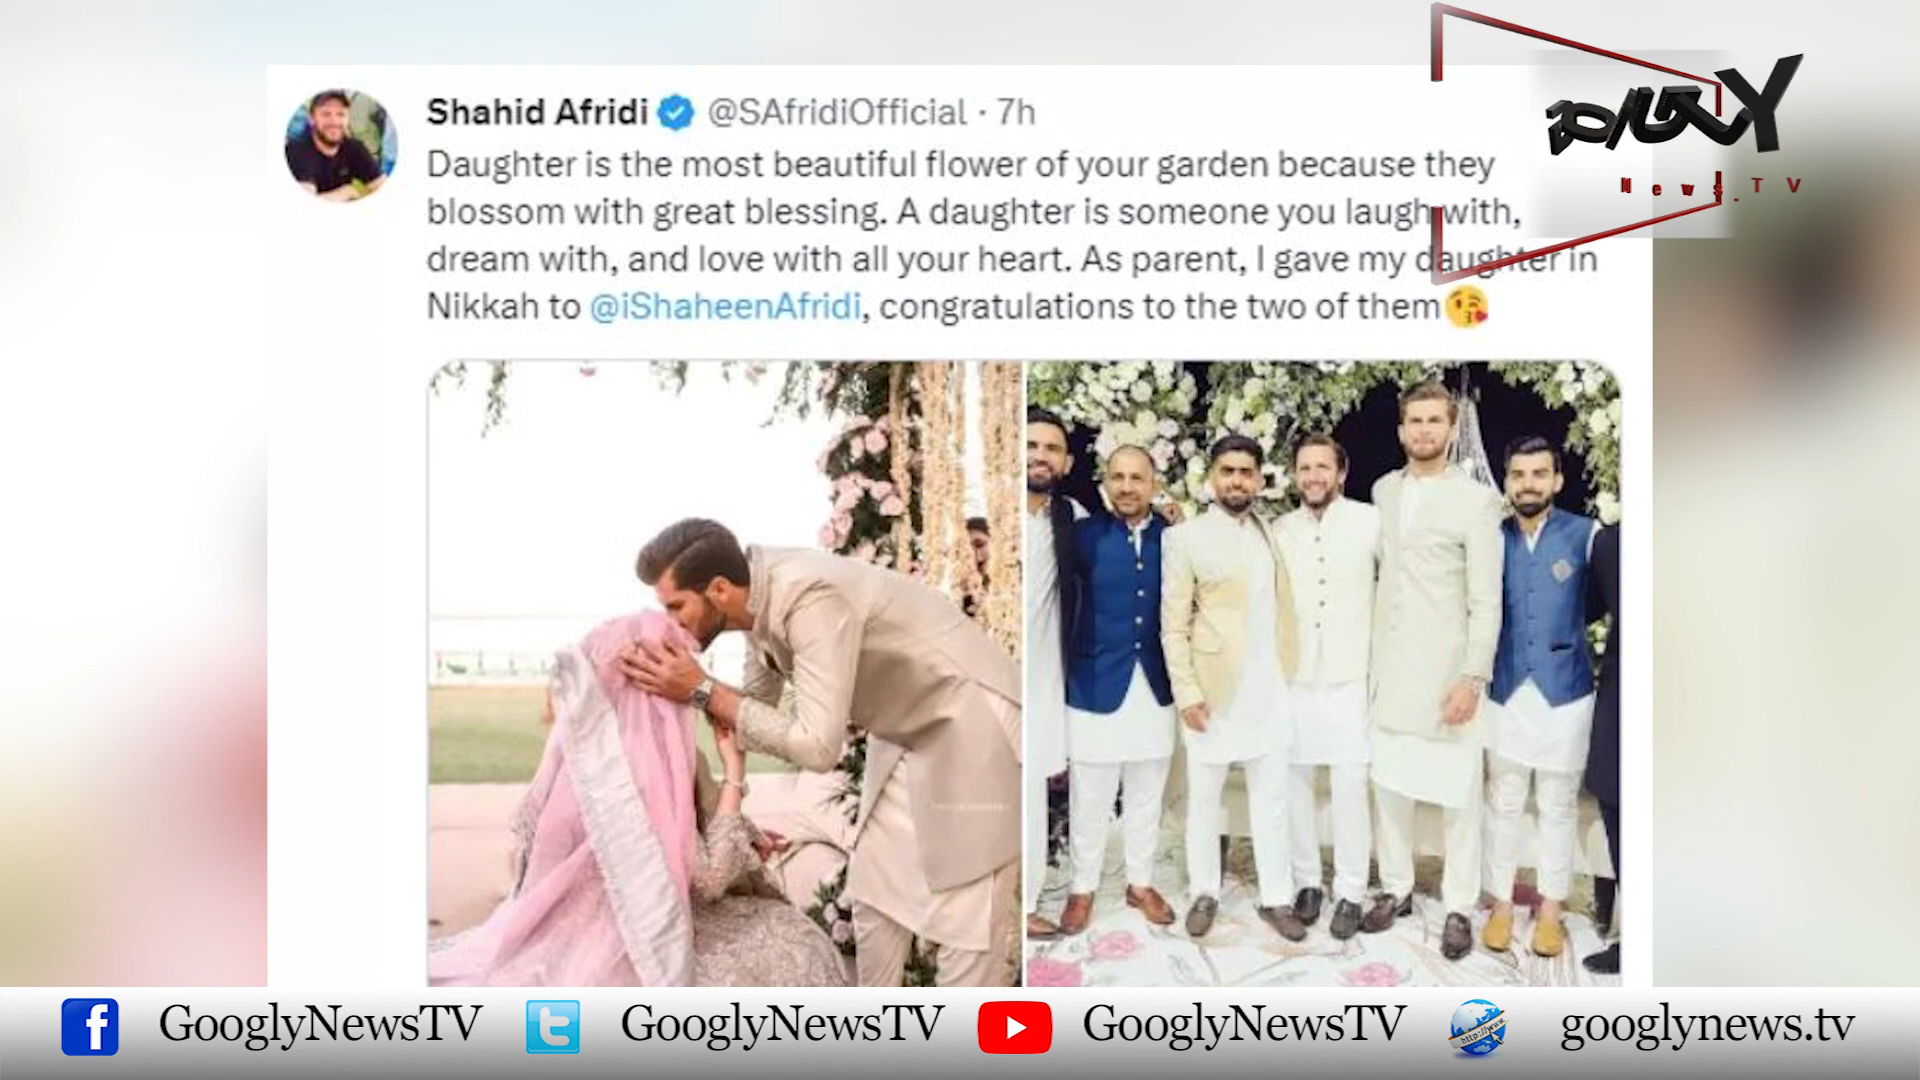 Shahid Afridi @SAfridiOfficial · 7h
Daughter is the most beautiful flower of your garden because they
blossom with great blessing. A daughter is someone you laugh with,
dream with, and love with all your heart. As parent, I gave my daughter in
Nikkah to @iShaheenAfridi, congratulations to the two of them😘
News.TV
GooglyNewsTV GooglyNewsTV GooglyNewsTV googlynews.tv